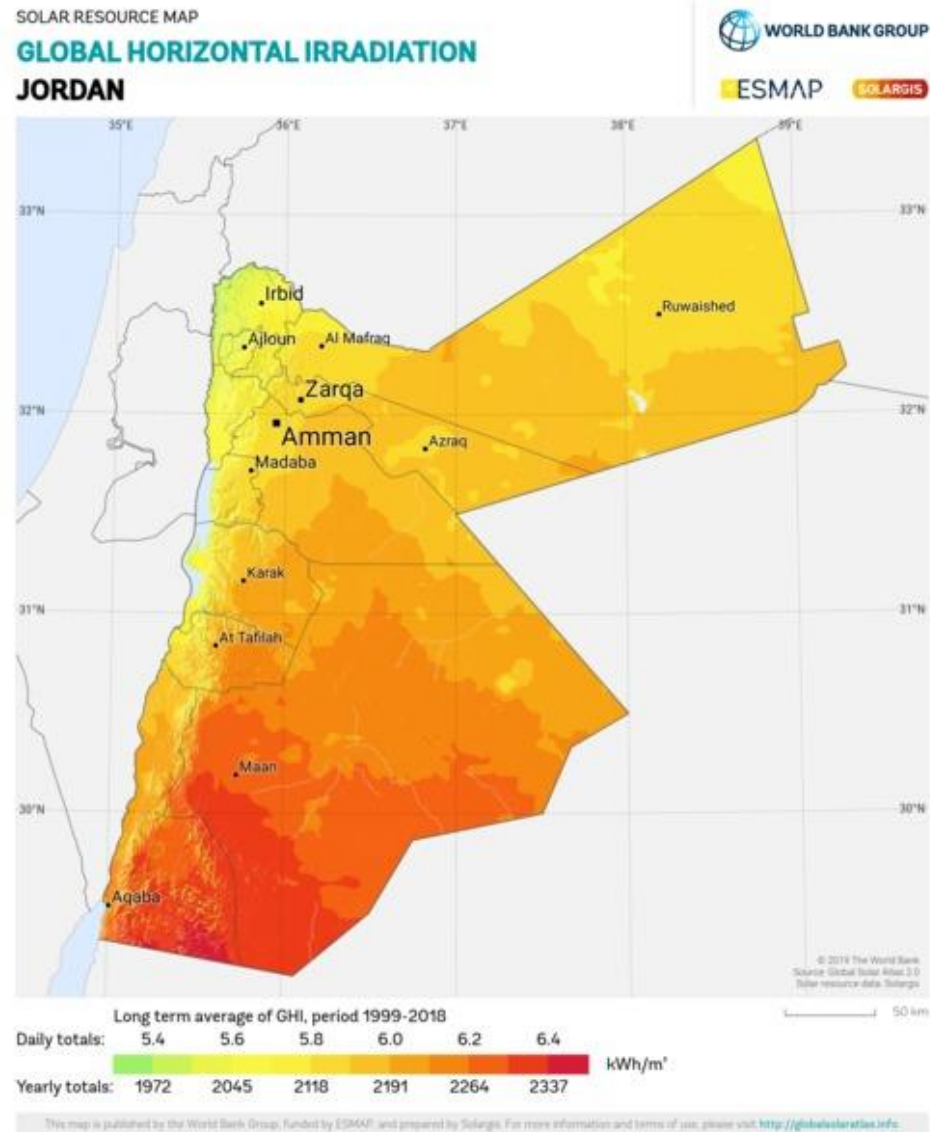 SOLAR RESOURCE MAP
GLOBAL HORIZONTAL IRRADIATION
JORDAN
WORLD BANK GROUP
ESMAP
SOLARGIS
35°E 36°E 37°E 38°E 39°E
33°N 33°N
Irbid
Ruwaished
Ajloun
Al Mafraq
Zarqa
32°N 32°N
Amman
Azraq
Madaba
Karak
31°N 31°N
At Tafilah
Maan
30°N 30°N
Aqaba
© 2019 The World Bank
Source: Global Solar Atlas 2.0
Solar resource data: Solargis
50 km
Long term average of GHI, period 1999-2018
Daily totals: 5.4 5.6 5.8 6.0 6.2 6.4
kWh/m²
Yearly totals: 1972 2045 2118 2191 2264 2337
This map is published by the World Bank Group, funded by ESMAP, and prepared by Solargis. For more information and terms of use, please visit http://globalsolaratlas.info.